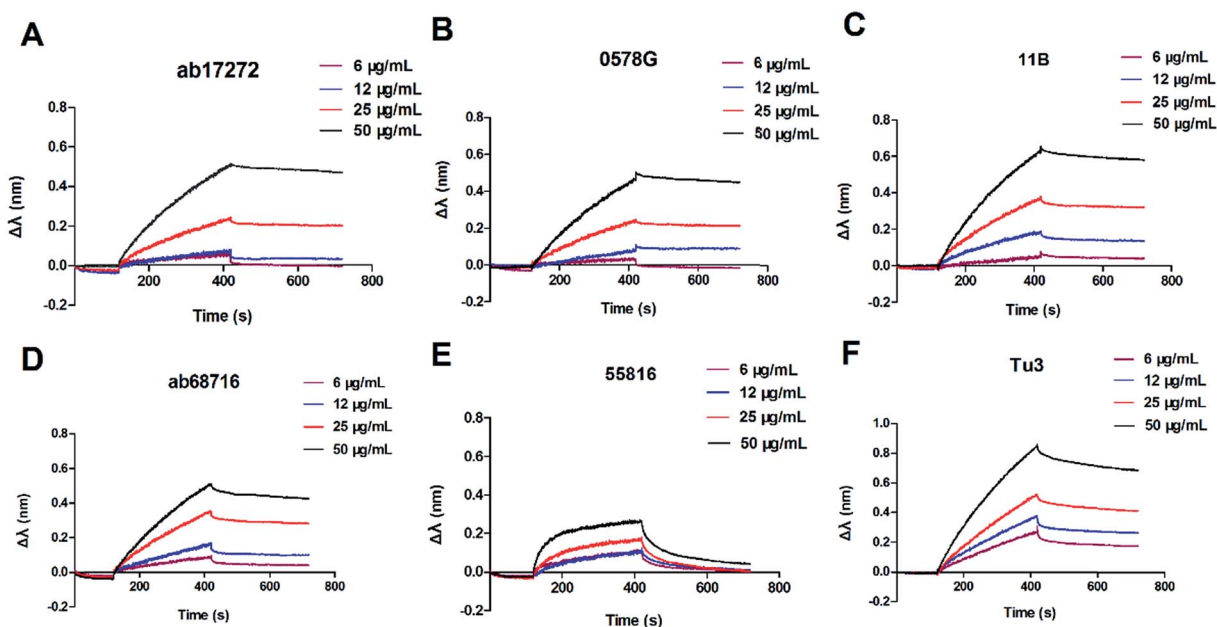 A
ab17272
6 µg/mL
12 µg/mL
25 µg/mL
50 µg/mL
Δλ (nm)
0.8
0.6
0.4
0.2
0.0
-0.2
200 400 600 800
Time (s)
B
0578G
6 µg/mL
12 µg/mL
25 µg/mL
50 µg/mL
Δλ (nm)
0.8
0.6
0.4
0.2
0.0
-0.2
200 400 600 800
Time (s)
C
11B
6 µg/mL
12 µg/mL
25 µg/mL
50 µg/mL
Δλ (nm)
0.8
0.6
0.4
0.2
0.0
-0.2
200 400 600 800
Time (s)
D
ab68716
6 µg/mL
12 µg/mL
25 µg/mL
50 µg/mL
Δλ (nm)
0.8
0.6
0.4
0.2
0.0
-0.2
200 400 600 800
Time (s)
E
55816
6 µg/mL
12 µg/mL
25 µg/mL
50 µg/mL
Δλ (nm)
0.8
0.6
0.4
0.2
0.0
-0.2
200 400 600 800
Time (s)
F
Tu3
6 µg/mL
12 µg/mL
25 µg/mL
50 µg/mL
Δλ (nm)
1.0
0.8
0.6
0.4
0.2
0.0
-0.2
200 400 600 800
Time (s)